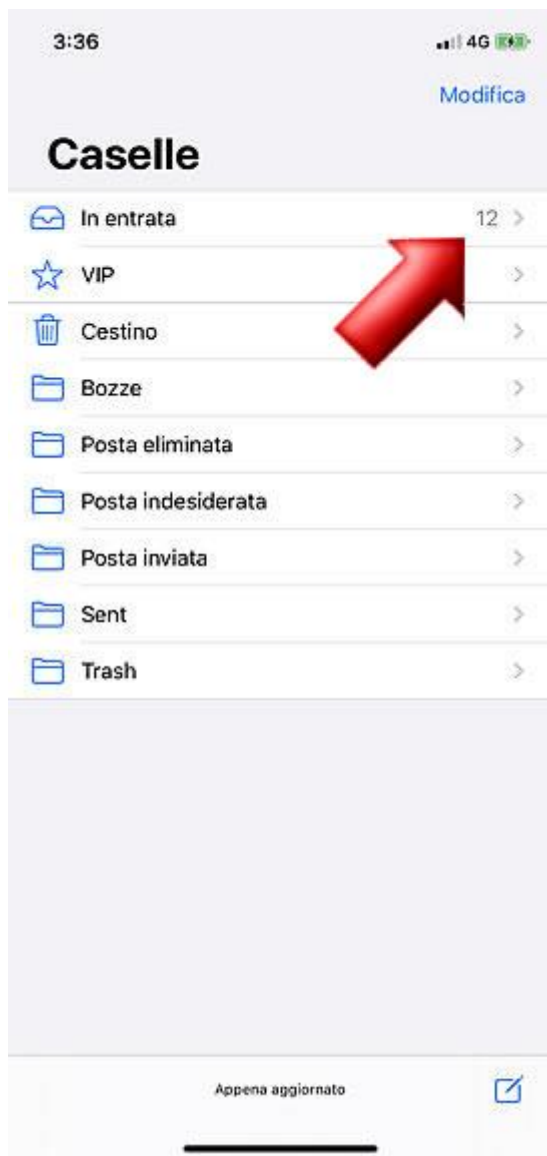 3:36 4G
Modifica
Caselle
In entrata 12
VIP
Cestino
Bozze
Posta eliminata
Posta indesiderata
Posta inviata
Sent
Trash
Appena aggiornato